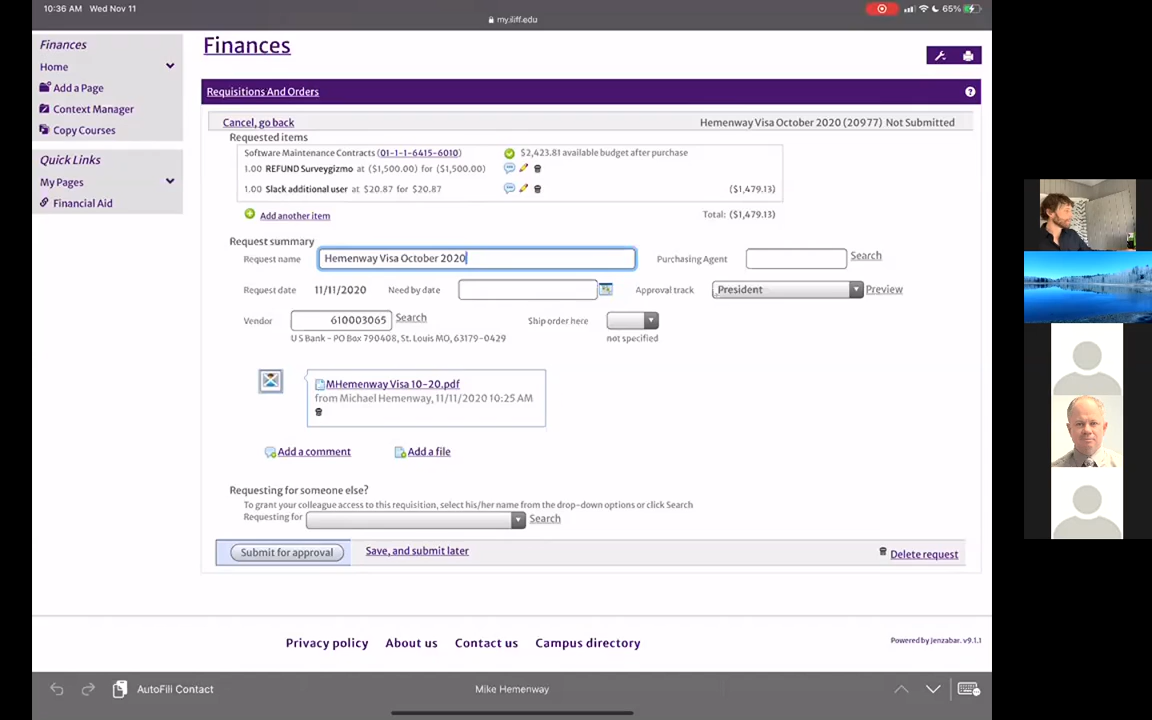 10:36 AM Wed Nov 11
65%
my.iliff.edu
Finances
Home
Add a Page
Context Manager
Copy Courses
Quick Links
My Pages
Financial Aid
Finances
Requisitions And Orders
Cancel, go back
Hemenway Visa October 2020 (20977) Not Submitted
Requested items
Software Maintenance Contracts (01-1-1-6415-6010) $2,423.81 available budget after purchase
1.00 REFUND Surveygizmo at ($1,500.00) for ($1,500.00)
1.00 Slack additional user at $20.87 for $20.87 ($1,479.13)
Add another item Total: ($1,479.13)
Request summary
Request name Hemenway Visa October 2020 Purchasing Agent Search
Request date 11/11/2020 Need by date Approval track President Preview
Vendor 610003065 Search Ship order here
U S Bank - PO Box 790408, St. Louis MO, 63179-0429 not specified
MHemenway Visa 10-20.pdf
from Michael Hemenway, 11/11/2020 10:25 AM
Add a comment Add a file
Requesting for someone else?
To grant your colleague access to this requisition, select his/her name from the drop-down options or click Search
Requesting for Search
Submit for approval Save, and submit later Delete request
Privacy policy About us Contact us Campus directory
Powered by Jenzabar. v9.1.1
AutoFill Contact Mike Hemenway